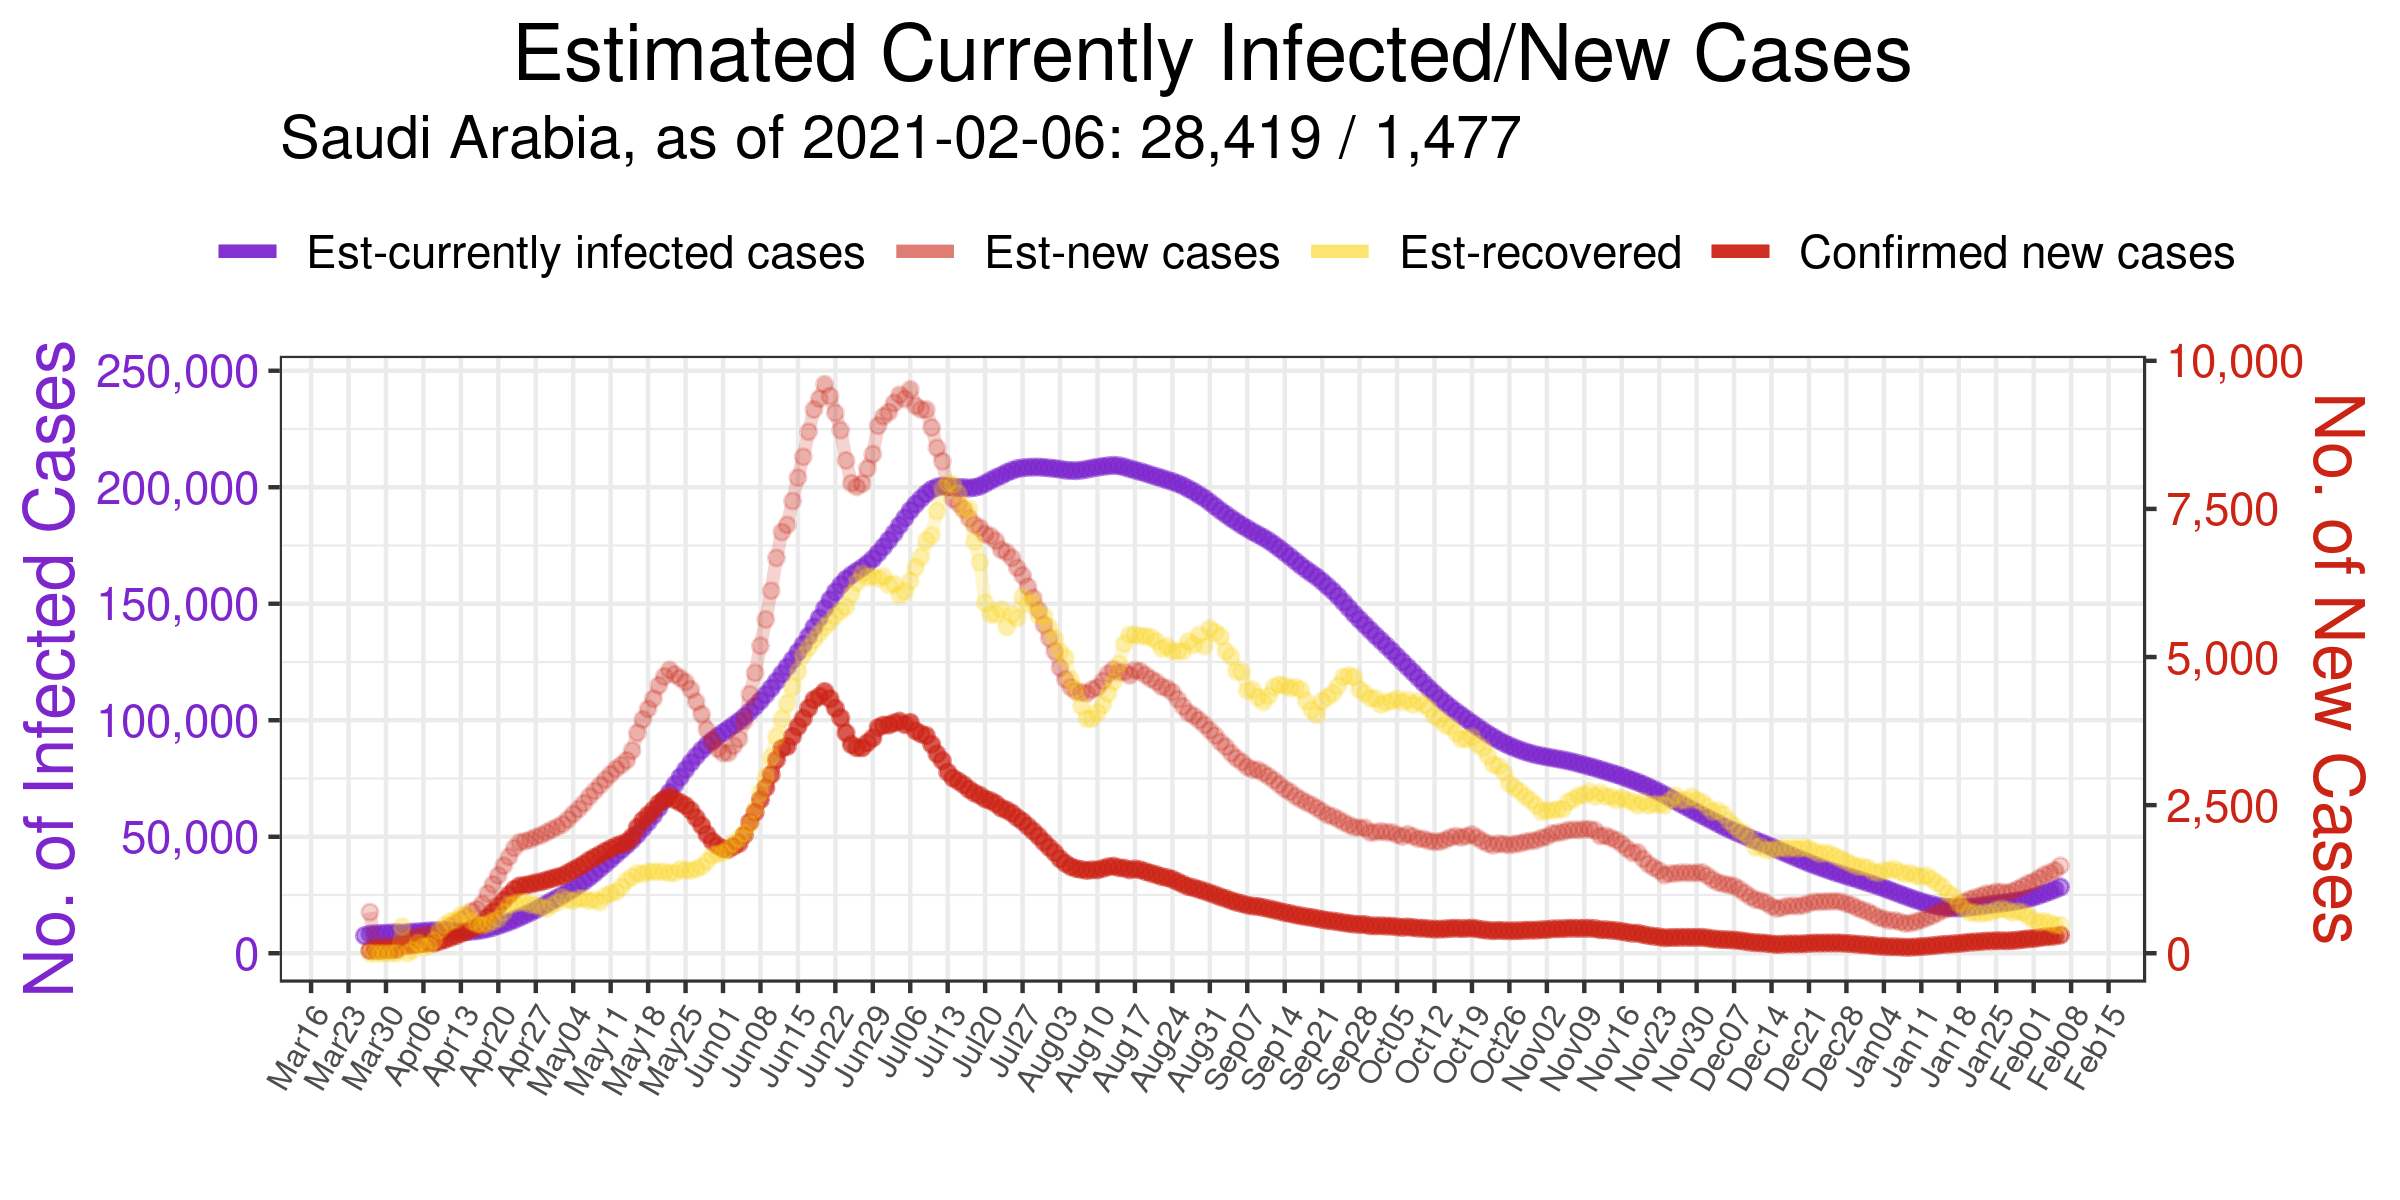 Estimated Currently Infected/New Cases
Saudi Arabia, as of 2021-02-06: 28,419 / 1,477
Est-currently infected cases Est-new cases Est-recovered Confirmed new cases
No. of Infected Cases
250,000
200,000
150,000
100,000
50,000
0
10,000
7,500
5,000
2,500
0
No. of New Cases
Mar16 Mar23 Mar30 Apr06 Apr13 Apr20 Apr27 May04 May11 May18 May25 Jun01 Jun08 Jun15 Jun22 Jun29 Jul06 Jul13 Jul20 Jul27 Aug03 Aug10 Aug17 Aug24 Aug31 Sep07 Sep14 Sep21 Sep28 Oct05 Oct12 Oct19 Oct26 Nov02 Nov09 Nov16 Nov23 Nov30 Dec07 Dec14 Dec21 Dec28 Jan04 Jan11 Jan18 Jan25 Feb01 Feb08 Feb15